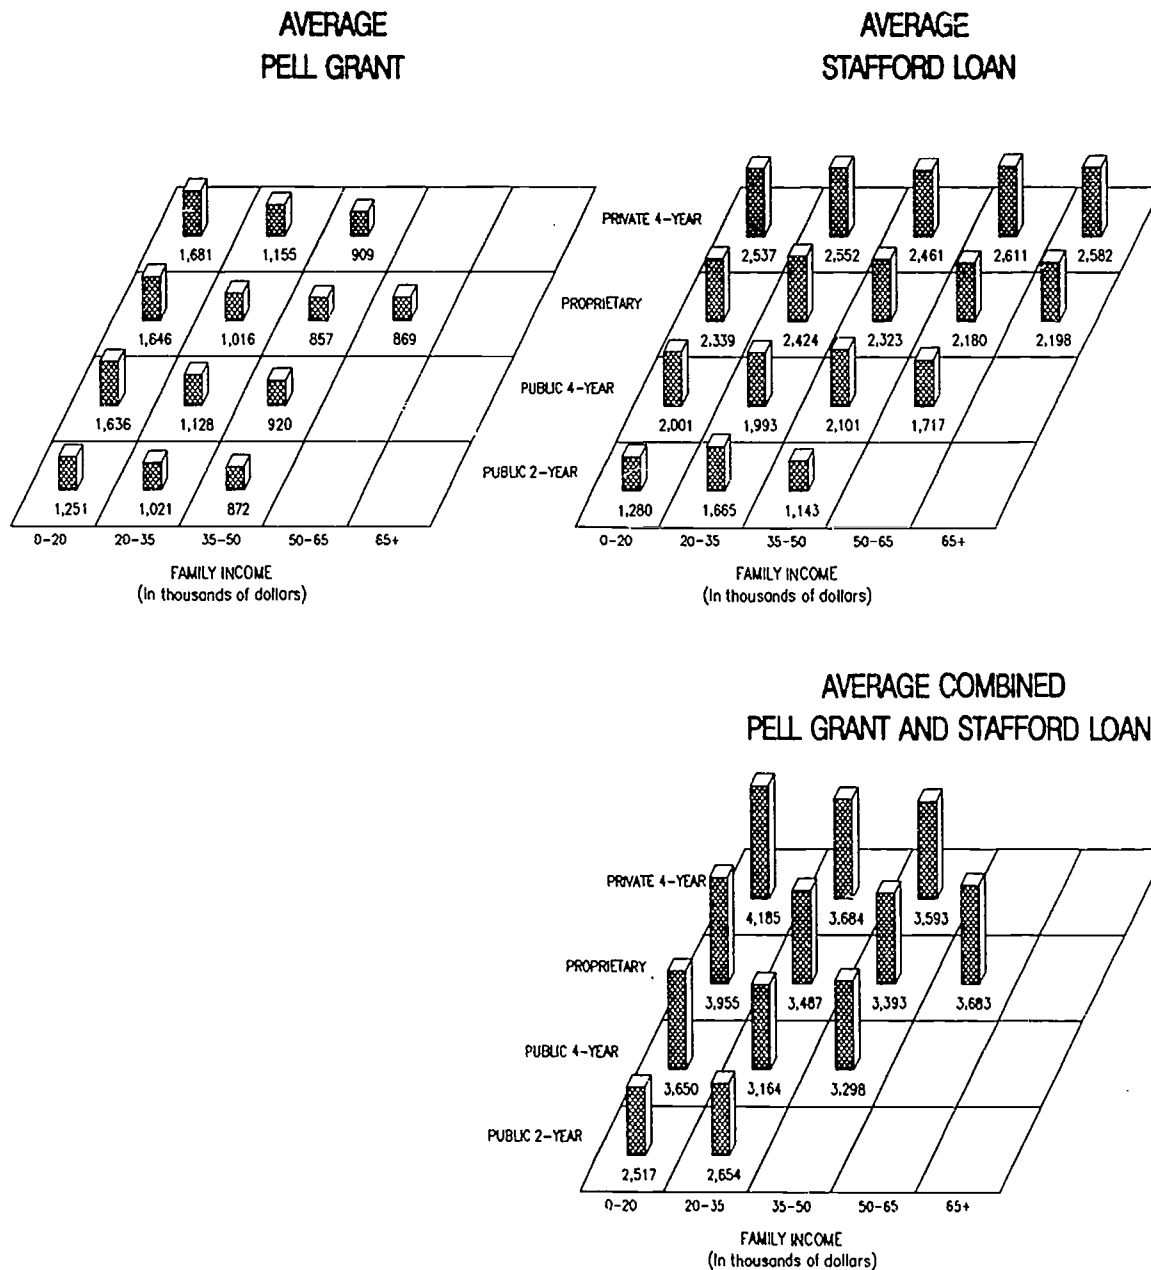 AVERAGE
PELL GRANT
1,681 1,155 909
1,646 1,016 857 869
1,636 1,128 920
1,251 1,021 872
0-20 20-35 35-50 50-65 65+
FAMILY INCOME
(In thousands of dollars)
AVERAGE
STAFFORD LOAN
PRIVATE 4-YEAR
2,537 2,552 2,461 2,611 2,582
PROPRIETARY
2,339 2,424 2,323 2,180 2,198
PUBLIC 4-YEAR
2,001 1,993 2,101 1,717
PUBLIC 2-YEAR
1,280 1,665 1,143
0-20 20-35 35-50 50-65 65+
FAMILY INCOME
(In thousands of dollars)
AVERAGE COMBINED
PELL GRANT AND STAFFORD LOAN
PRIVATE 4-YEAR
4,185 3,684 3,593
PROPRIETARY
3,955 3,487 3,393 3,683
PUBLIC 4-YEAR
3,650 3,164 3,298
PUBLIC 2-YEAR
2,517 2,654
0-20 20-35 35-50 50-65 65+
FAMILY INCOME
(In thousands of dollars)